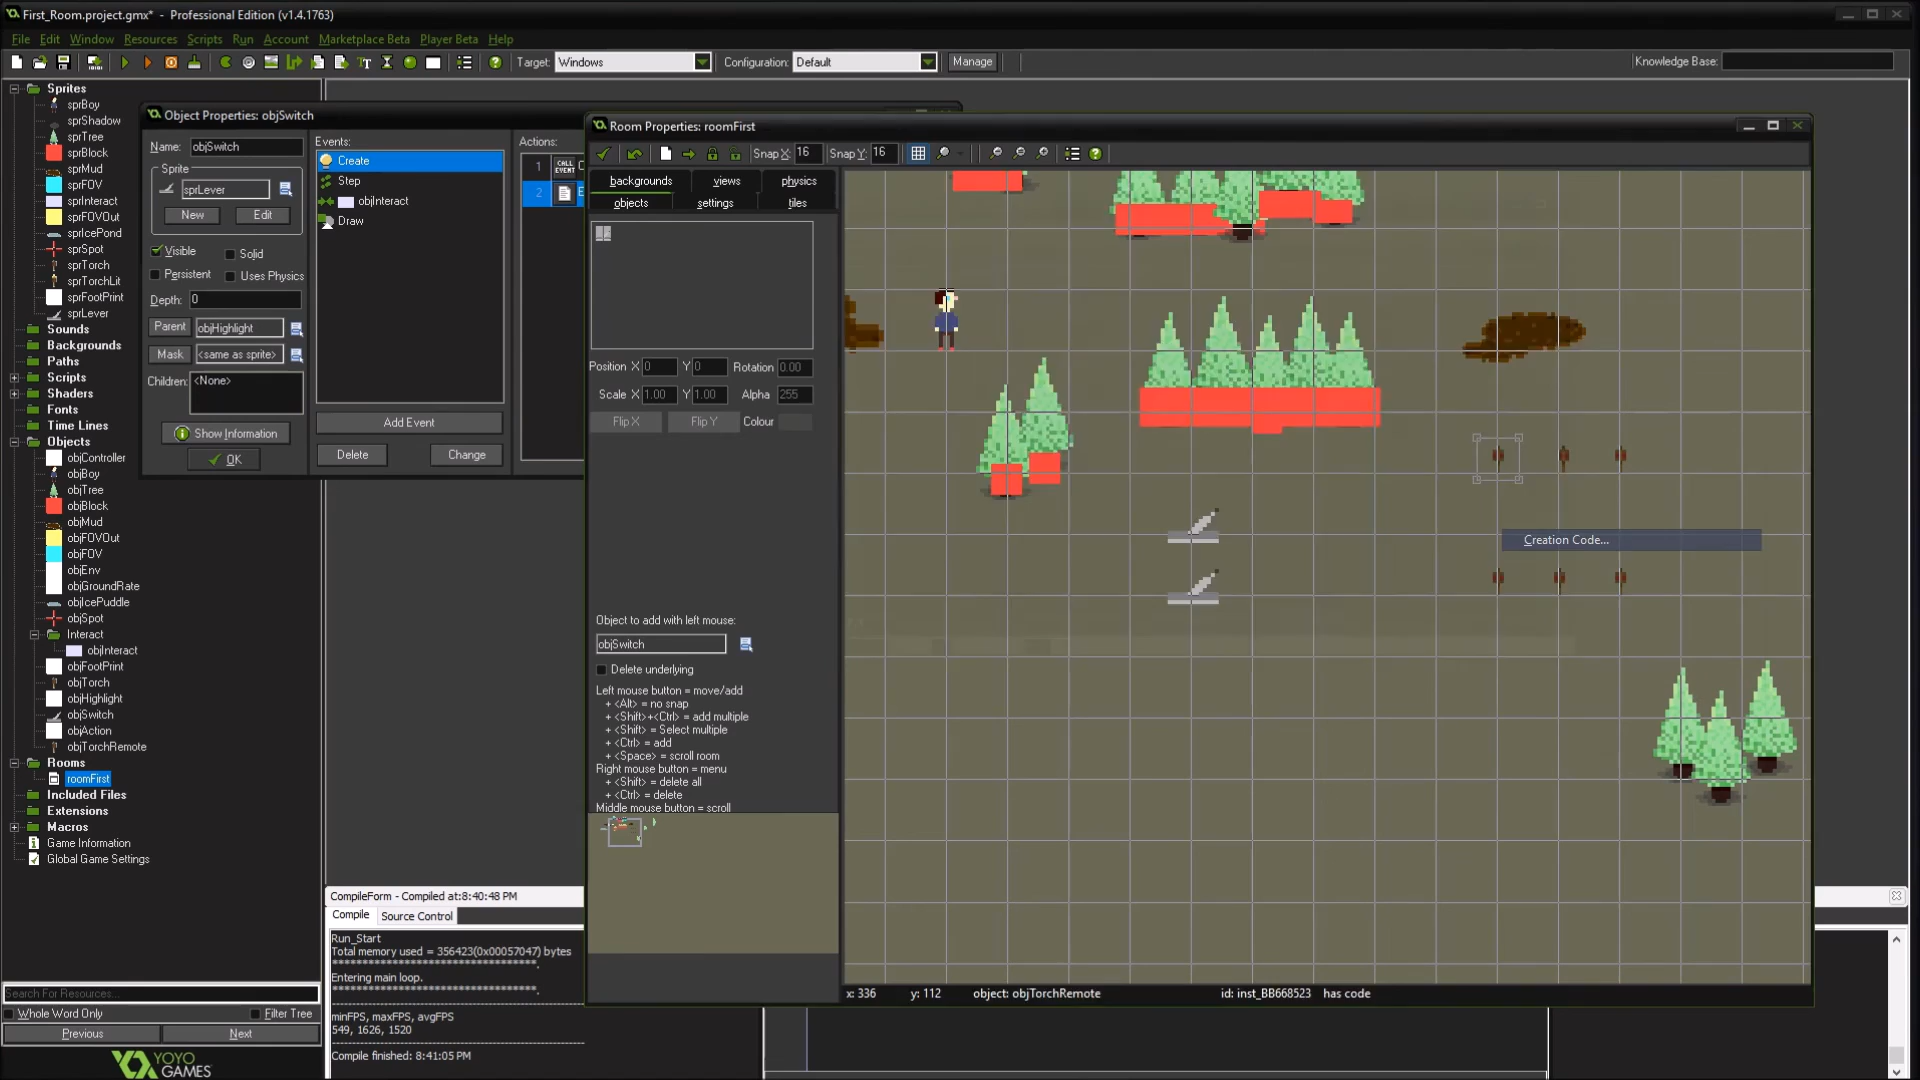 First_Room.project.gmx* - Professional Edition (v1.4.1763)
File Edit Window Resources Scripts Run Account Marketplace Beta Player Beta Help
Target: Windows Configuration: Default Manage Knowledge Base:
Sprites
sprBoy
sprShadow
sprTree
sprBlock
sprMud
sprFOV
sprInteract
sprFOVOut
sprIcePond
sprSpot
sprTorch
sprTorchLit
sprFootPrint
sprLever
Sounds
Backgrounds
Paths
Scripts
Shaders
Fonts
Time Lines
Objects
objController
objBoy
objTree
objBlock
objMud
objFOVOut
objFOV
objEnv
objGroundRate
objIcePuddle
objSpot
Interact
objInteract
objFootPrint
objTorch
objHighlight
objSwitch
objAction
objTorchRemote
Rooms
roomFirst
Included Files
Extensions
Macros
Game Information
Global Game Settings
Search For Resources...
Whole Word Only Filter Tree
Previous Next
YOYO
GAMES
Object Properties: objSwitch
Name: objSwitch
Sprite
sprLever
New Edit
Visible Solid
Persistent Uses Physics
Depth: 0
Parent objHighlight
Mask <same as sprite>
Children: <None>
Show Information
OK
Events:
Create
Step
objInteract
Draw
Add Event
Delete Change
Actions:
1 CALL EVENT
2
Room Properties: roomFirst
Snap X: 16 Snap Y: 16
backgrounds views physics
objects settings tiles
Position X 0 Y 0 Rotation 0.00
Scale X 1.00 Y 1.00 Alpha 255
Flip X Flip Y Colour
Object to add with left mouse:
objSwitch
Delete underlying
Left mouse button = move/add
+ <Alt> = no snap
+ <Shift>+<Ctrl> = add multiple
+ <Shift> = Select multiple
+ <Ctrl> = add
+ <Space> = scroll room
Right mouse button = menu
+ <Shift> = delete all
+ <Ctrl> = delete
Middle mouse button = scroll
Creation Code...
x: 336 y: 112 object: objTorchRemote id: inst_BB668523 has code
CompileForm - Compiled at:8:40:48 PM
Compile Source Control
Run_Start
Total memory used = 356423(0x00057047) bytes
Entering main loop.
minFPS, maxFPS, avgFPS
549, 1626, 1520
Compile finished: 8:41:05 PM